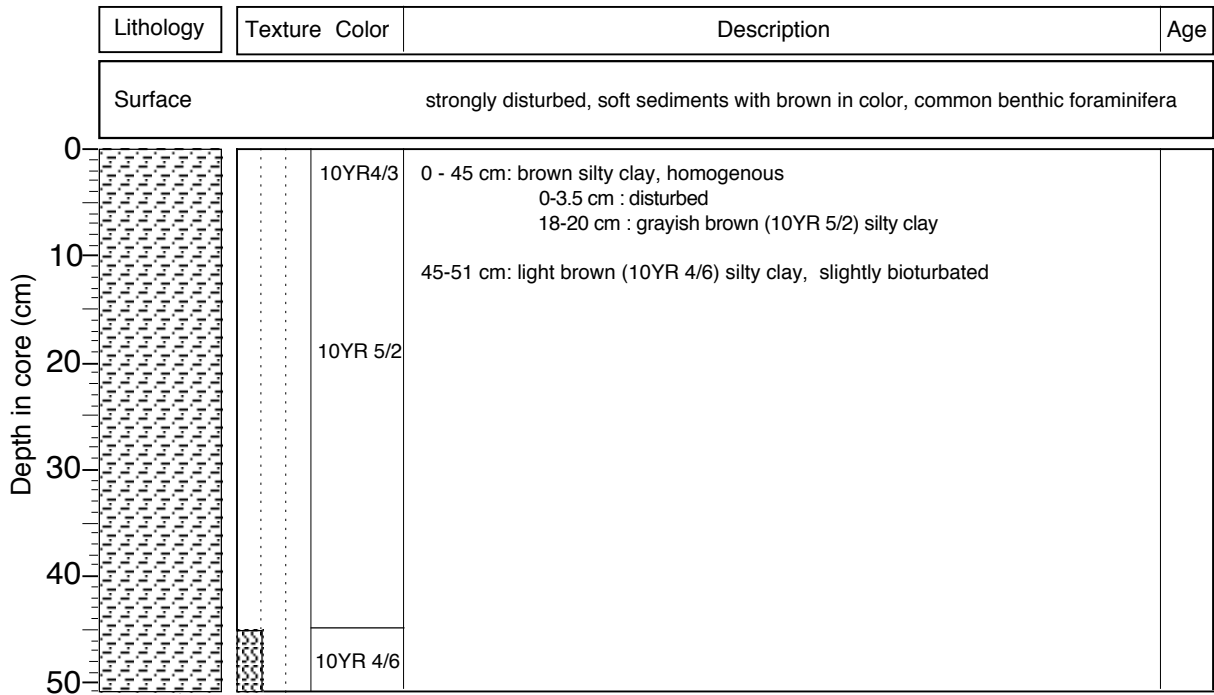 Lithology Texture Color Description Age
Surface strongly disturbed, soft sediments with brown in color, common benthic foraminifera
0
10YR4/3 0 - 45 cm: brown silty clay, homogenous
0-3.5 cm : disturbed
18-20 cm : grayish brown (10YR 5/2) silty clay
10
45-51 cm: light brown (10YR 4/6) silty clay, slightly bioturbated
Depth in core (cm)
10YR 5/2
20
30
40
10YR 4/6
50